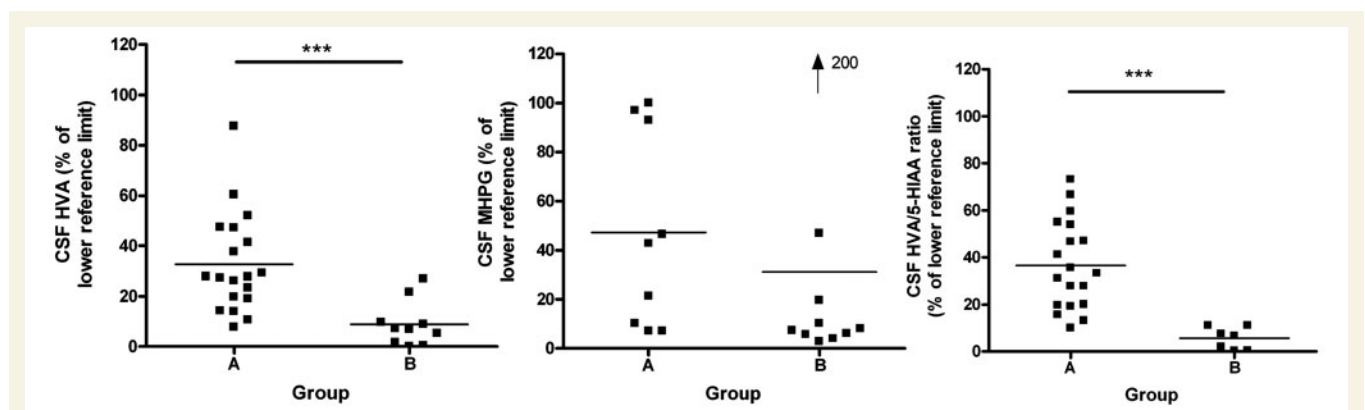 CSF HVA (% of
lower reference limit)
120
100
80
60
40
20
0
***
A
B
Group
CSF MHPG (% of
lower reference limit)
120
100
80
60
40
20
0
200
A
B
Group
CSF HVA/5-HIAA ratio
(% of lower reference limit)
120
100
80
60
40
20
0
***
A
B
Group